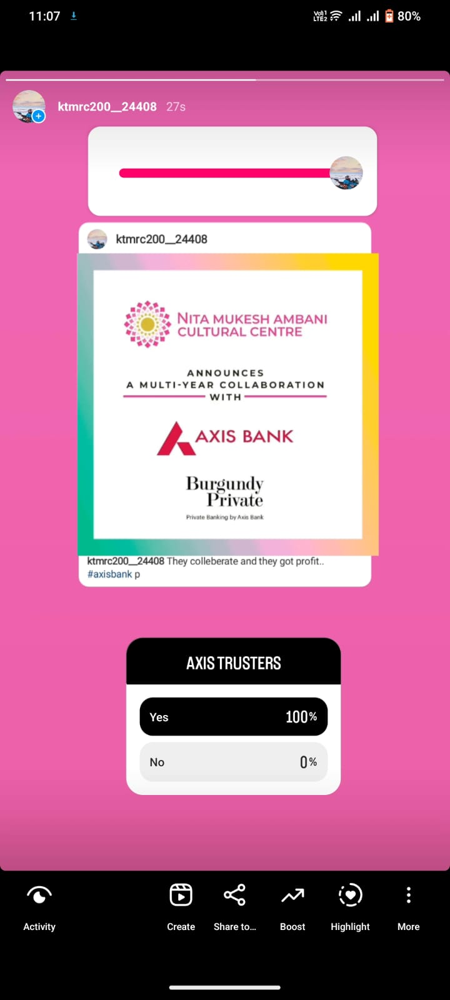 11:07
Vo)) 1
LTE2
80%
ktmrc200__24408 27s
ktmrc200__24408
NITA MUKESH AMBANI
CULTURAL CENTRE
ANNOUNCES
A MULTI-YEAR COLLABORATION
WITH
AXIS BANK
Burgundy
Private
Private Banking by Axis Bank
ktmrc200__24408 They colleberate and they got profit..
#axisbank p
AXIS TRUSTERS
Yes 100%
No 0%
Activity Create Share to... Boost Highlight More